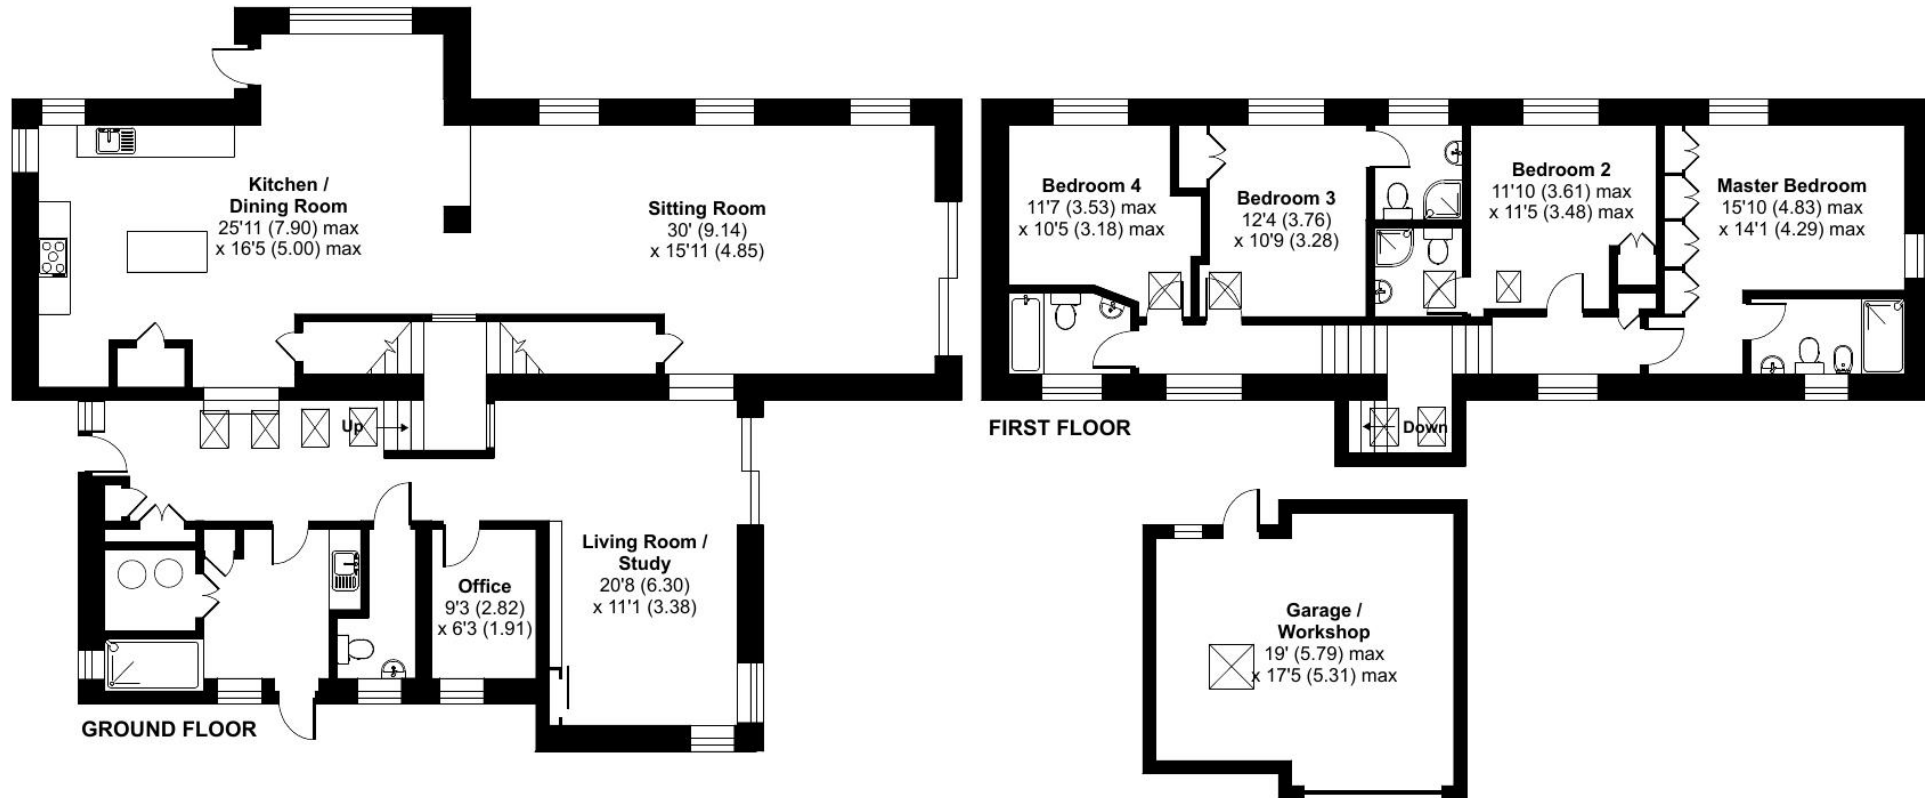 Kitchen /
Dining Room
25'11 (7.90) max
x 16'5 (5.00) max
Sitting Room
30' (9.14)
x 15'11 (4.85)
Up
Living Room /
Study
20'8 (6.30)
x 11'1 (3.38)
Office
9'3 (2.82)
x 6'3 (1.91)
GROUND FLOOR
Bedroom 4
11'7 (3.53) max
x 10'5 (3.18) max
Bedroom 3
12'4 (3.76)
x 10'9 (3.28)
Bedroom 2
11'10 (3.61) max
x 11'5 (3.48) max
Master Bedroom
15'10 (4.83) max
x 14'1 (4.29) max
FIRST FLOOR
Down
Garage /
Workshop
19' (5.79) max
x 17'5 (5.31) max